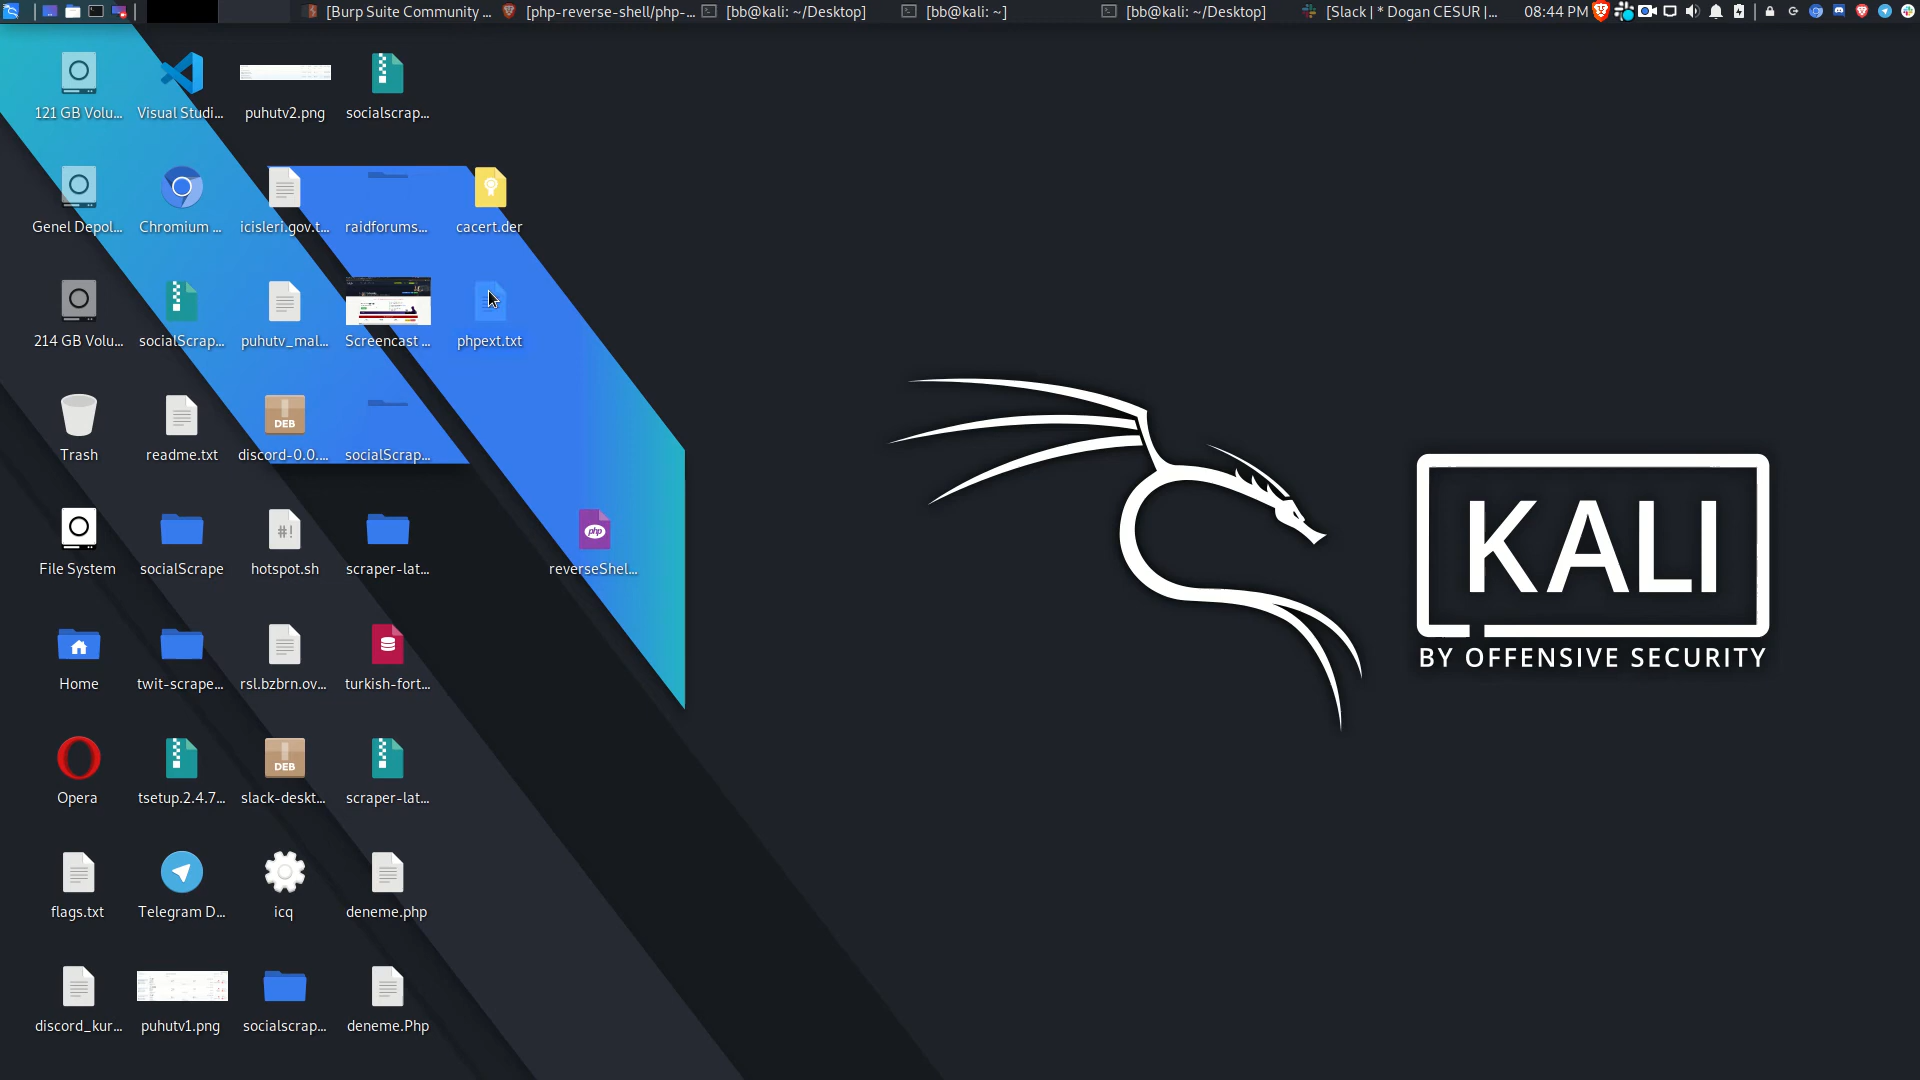 [Burp Suite Community ...
[php-reverse-shell/php-...
[bb@kali: ~/Desktop]
[bb@kali: ~]
[bb@kali: ~/Desktop]
[Slack | * Dogan CESUR |...
08:44 PM
121 GB Volu...
Visual Studi...
puhutv2.png
socialscrap...
Genel Depol...
Chromium ...
icisleri.gov.t...
raidforums...
cacert.der
214 GB Volu...
socialScrap...
puhutv_mal...
Screencast ...
phpext.txt
Trash
readme.txt
DEB
discord-0.0....
socialScrap...
File System
socialScrape
#!
hotspot.sh
scraper-lat...
php
reverseShel...
Home
twit-scrape...
rsl.bzbrn.ov...
turkish-fort...
Opera
tsetup.2.4.7...
DEB
slack-deskt...
scraper-lat...
flags.txt
Telegram D...
icq
deneme.php
discord_kur...
puhutv1.png
socialscrap...
deneme.Php
KALI
BY OFFENSIVE SECURITY